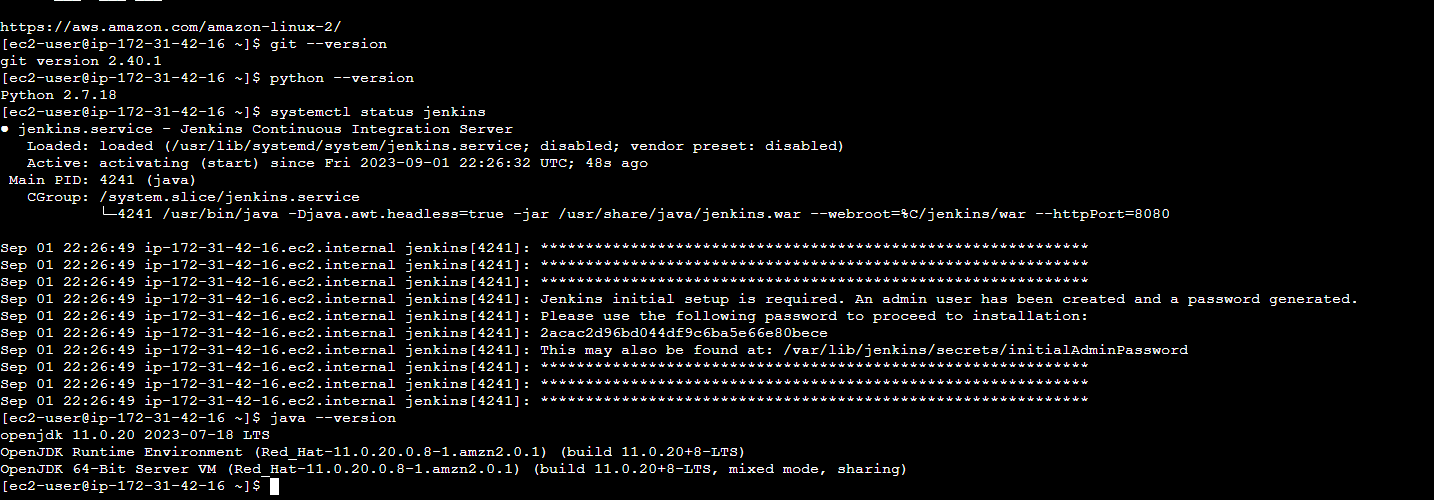 https://aws.amazon.com/amazon-linux-2/
[ec2-user@ip-172-31-42-16 ~]$ git --version
git version 2.40.1
[ec2-user@ip-172-31-42-16 ~]$ python --version
Python 2.7.18
[ec2-user@ip-172-31-42-16 ~]$ systemctl status jenkins
● jenkins.service - Jenkins Continuous Integration Server
   Loaded: loaded (/usr/lib/systemd/system/jenkins.service; disabled; vendor preset: disabled)
   Active: activating (start) since Fri 2023-09-01 22:26:32 UTC; 48s ago
 Main PID: 4241 (java)
   CGroup: /system.slice/jenkins.service
           └─4241 /usr/bin/java -Djava.awt.headless=true -jar /usr/share/java/jenkins.war --webroot=%C/jenkins/war --httpPort=8080
Sep 01 22:26:49 ip-172-31-42-16.ec2.internal jenkins[4241]: *************************************************************
Sep 01 22:26:49 ip-172-31-42-16.ec2.internal jenkins[4241]: *************************************************************
Sep 01 22:26:49 ip-172-31-42-16.ec2.internal jenkins[4241]: *************************************************************
Sep 01 22:26:49 ip-172-31-42-16.ec2.internal jenkins[4241]: Jenkins initial setup is required. An admin user has been created and a password generated.
Sep 01 22:26:49 ip-172-31-42-16.ec2.internal jenkins[4241]: Please use the following password to proceed to installation:
Sep 01 22:26:49 ip-172-31-42-16.ec2.internal jenkins[4241]: 2acac2d96bd044df9c6ba5e66e80bece
Sep 01 22:26:49 ip-172-31-42-16.ec2.internal jenkins[4241]: This may also be found at: /var/lib/jenkins/secrets/initialAdminPassword
Sep 01 22:26:49 ip-172-31-42-16.ec2.internal jenkins[4241]: *************************************************************
Sep 01 22:26:49 ip-172-31-42-16.ec2.internal jenkins[4241]: *************************************************************
Sep 01 22:26:49 ip-172-31-42-16.ec2.internal jenkins[4241]: *************************************************************
[ec2-user@ip-172-31-42-16 ~]$ java --version
openjdk 11.0.20 2023-07-18 LTS
OpenJDK Runtime Environment (Red_Hat-11.0.20.0.8-1.amzn2.0.1) (build 11.0.20+8-LTS)
OpenJDK 64-Bit Server VM (Red_Hat-11.0.20.0.8-1.amzn2.0.1) (build 11.0.20+8-LTS, mixed mode, sharing)
[ec2-user@ip-172-31-42-16 ~]$